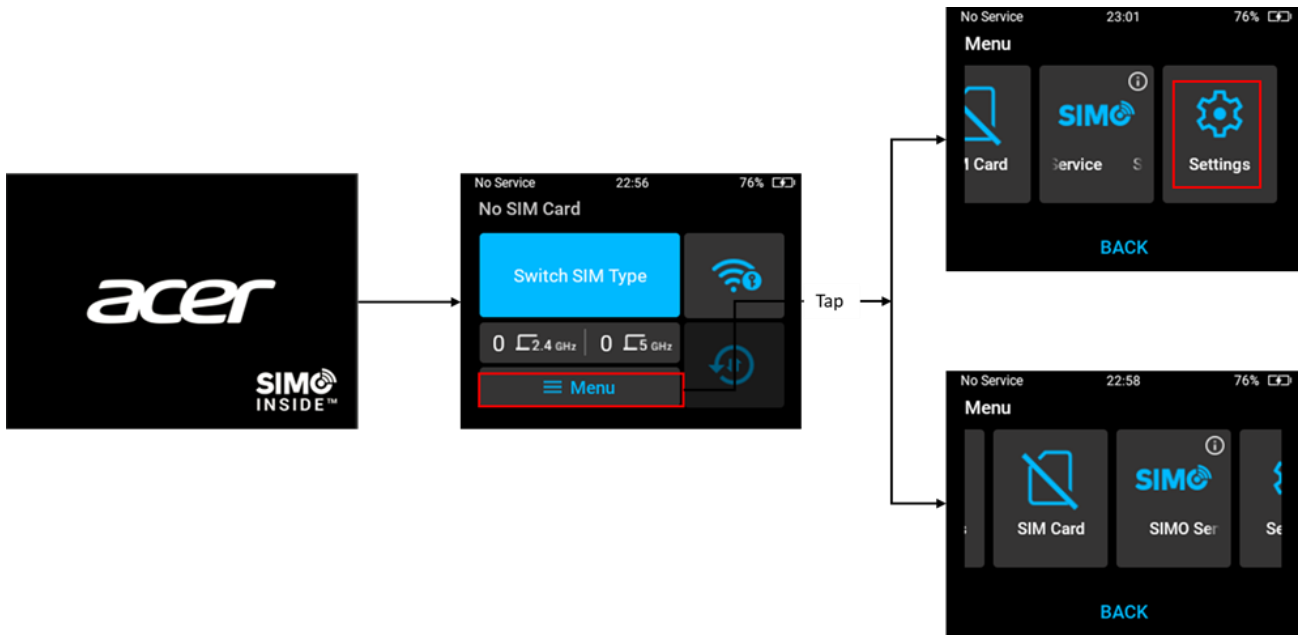 acer
SIMO
INSIDE™
No Service 22:56 76%
No SIM Card
Switch SIM Type
0 2.4 GHz 0 5 GHz
Menu
Tap
No Service 23:01 76%
Menu
SIMO
Card Service S Settings
BACK
No Service 22:58 76%
Menu
SIMO
SIM Card SIMO Ser Se
BACK